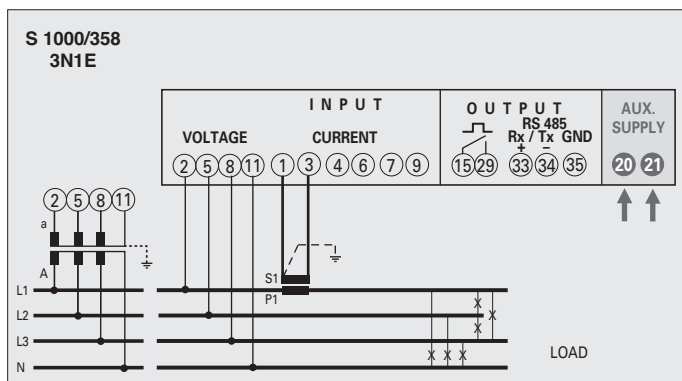 S 1000/358
3N1E
INPUT
OUTPUT
AUX.
SUPPLY
VOLTAGE
CURRENT
RS 485
Rx / Tx GND
+ –
2 5 8 11 1 3 4 6 7 9 15 29 33 34 35 20 21
2 5 8 11
a
A
S1
P1
L1
L2
L3
N
X X
X
X X X
LOAD